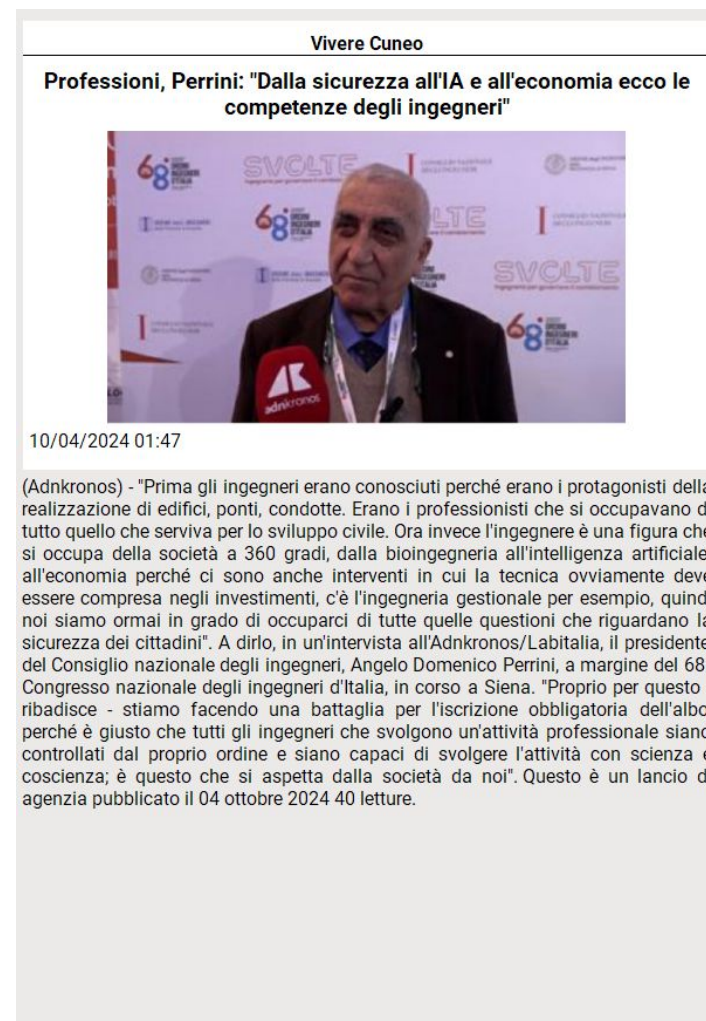 Vivere Cuneo
Professioni, Perrini: "Dalla sicurezza all'IA e all'economia ecco le
competenze degli ingegneri"
68
SVOLTE
68
LTE
SVOLTE
68
adnkronos
10/04/2024 01:47
(Adnkronos) - "Prima gli ingegneri erano conosciuti perché erano i protagonisti della
realizzazione di edifici, ponti, condotte. Erano i professionisti che si occupavano d
tutto quello che serviva per lo sviluppo civile. Ora invece l'ingegnere è una figura che
si occupa della società a 360 gradi, dalla bioingegneria all'intelligenza artificiale
all'economia perché ci sono anche interventi in cui la tecnica ovviamente deve
essere compresa negli investimenti, c'è l'ingegneria gestionale per esempio, quind
noi siamo ormai in grado di occuparci di tutte quelle questioni che riguardano la
sicurezza dei cittadini". A dirlo, in un'intervista all'Adnkronos/Labitalia, il presidente
del Consiglio nazionale degli ingegneri, Angelo Domenico Perrini, a margine del 68
Congresso nazionale degli ingegneri d'Italia, in corso a Siena. "Proprio per questo
ribadisce - stiamo facendo una battaglia per l'iscrizione obbligatoria dell'albo
perché è giusto che tutti gli ingegneri che svolgono un'attività professionale siano
controllati dal proprio ordine e siano capaci di svolgere l'attività con scienza e
coscienza; è questo che si aspetta dalla società da noi". Questo è un lancio d
agenzia pubblicato il 04 ottobre 2024 40 letture.